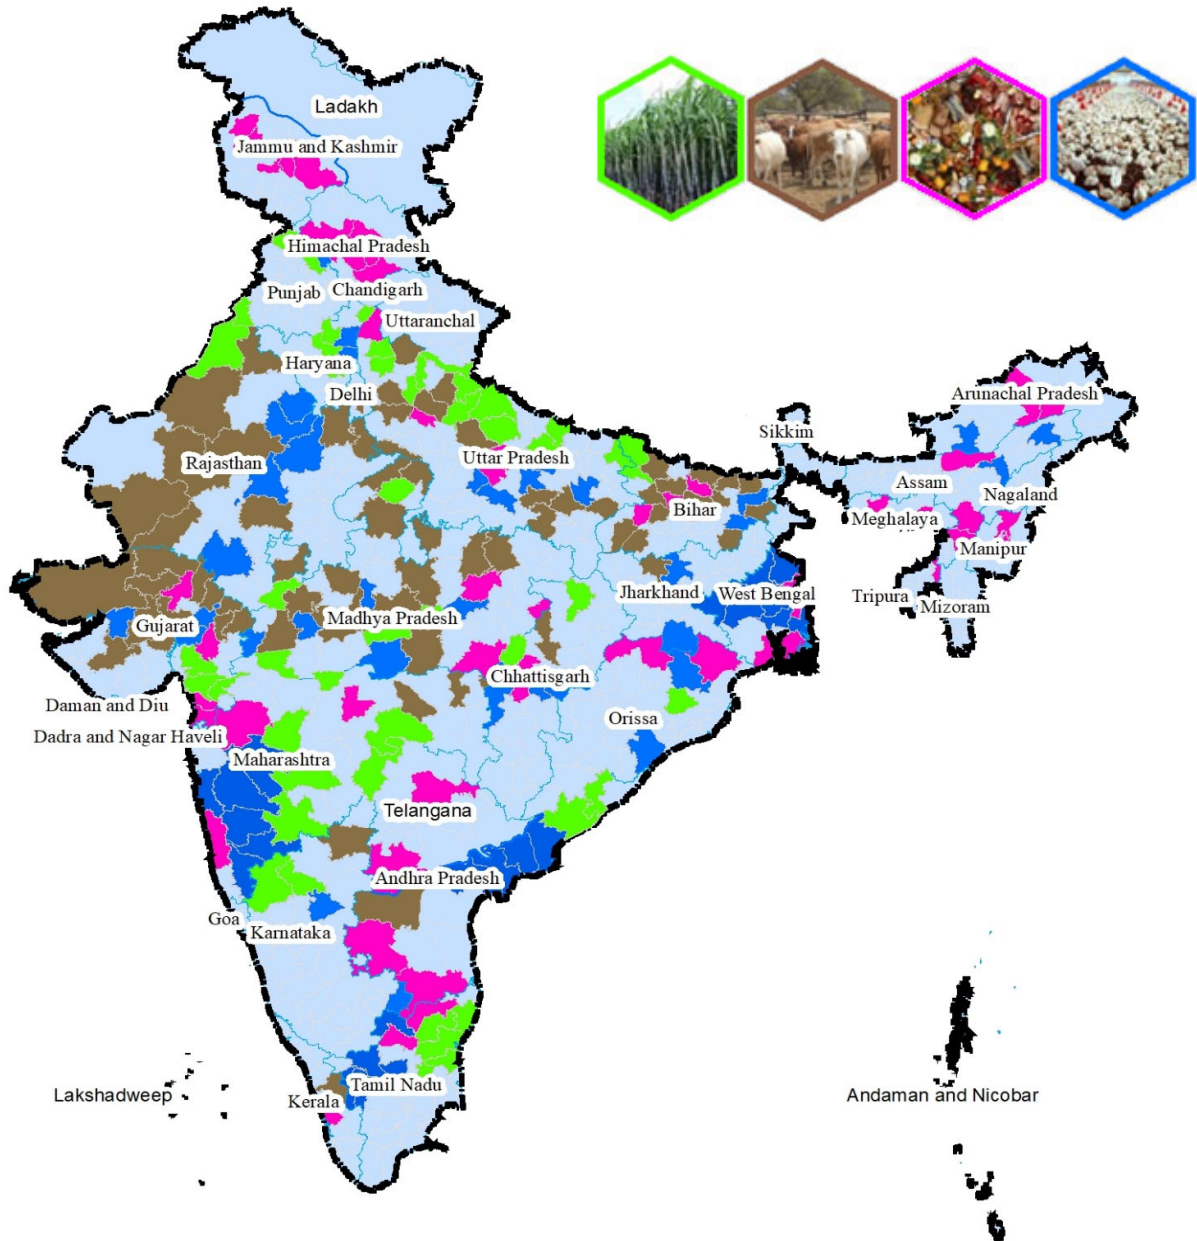 Ladakh
Jammu and Kashmir
Himachal Pradesh
Punjab
Chandigarh
Uttaranchal
Haryana
Delhi
Arunachal Pradesh
Sikkim
Rajasthan
Uttar Pradesh
Assam
Nagaland
Bihar
Meghalaya
Manipur
Jharkhand
West Bengal
Tripura
Mizoram
Gujarat
Madhya Pradesh
Chhattisgarh
Daman and Diu
Orissa
Dadra and Nagar Haveli
Maharashtra
Telangana
Andhra Pradesh
Goa
Karnataka
Lakshadweep
Tamil Nadu
Kerala
Andaman and Nicobar